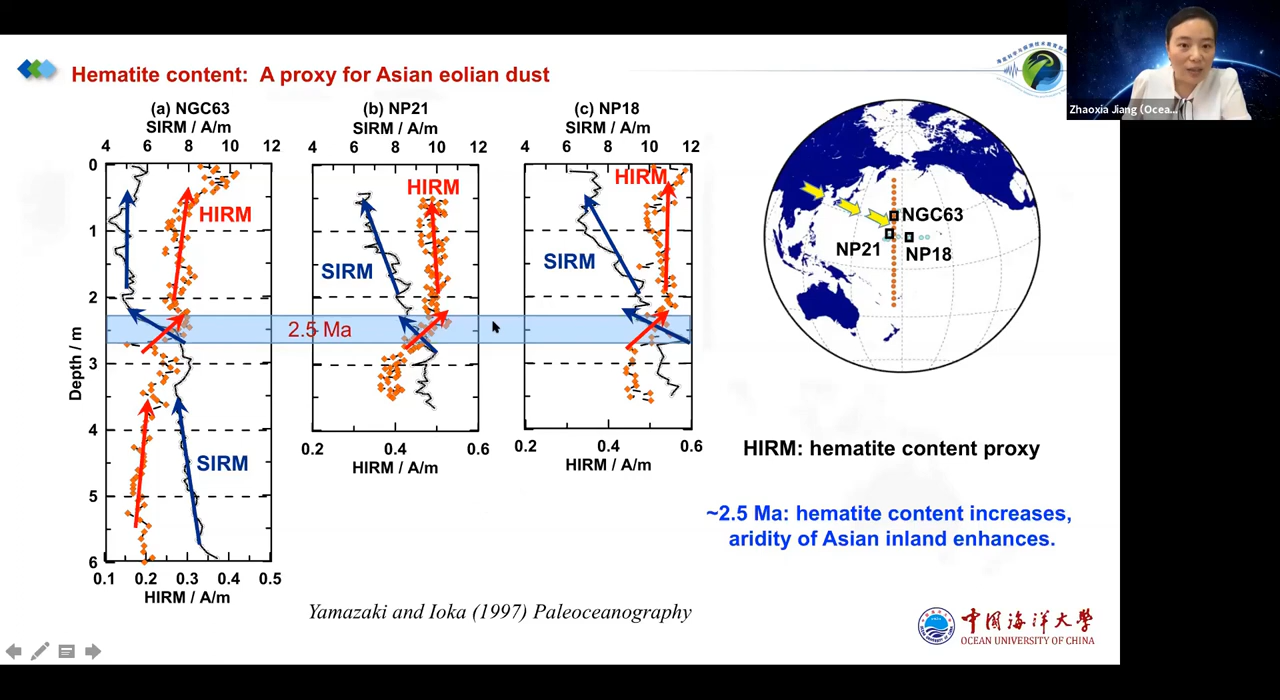 Hematite content: A proxy for Asian eolian dust
Zhaoxia Jiang (Ocea...
(a) NGC63
SIRM / A/m
4 6 8 10 12
(b) NP21
SIRM / A/m
4 6 8 10 12
(c) NP18
SIRM / A/m
4 6 8 10 12
Depth / m
0
1
2
3
4
5
6
HIRM
SIRM
HIRM
SIRM
HIRM
SIRM
2.5 Ma
0.1 0.2 0.3 0.4 0.5
HIRM / A/m
0.2 0.4 0.6
HIRM / A/m
0.2 0.4 0.6
HIRM / A/m
NGC63
NP21
NP18
HIRM: hematite content proxy
~2.5 Ma: hematite content increases,
aridity of Asian inland enhances.
Yamazaki and Ioka (1997) Paleoceanography
中国海洋大学
OCEAN UNIVERSITY OF CHINA